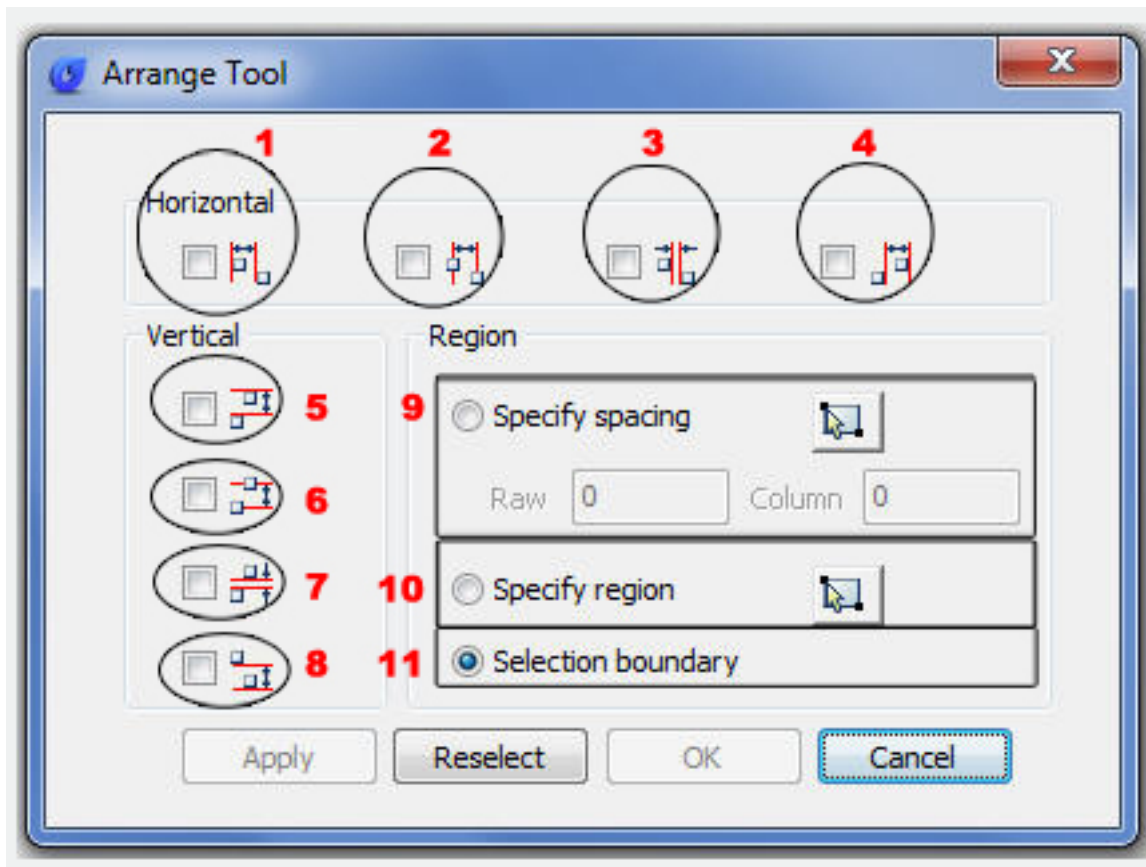 Arrange Tool
1 2 3 4
Horizontal
Vertical Region
5
9 Specify spacing
6
Raw 0 Column 0
7
10 Specify region
8
11 Selection boundary
Apply Reselect OK Cancel